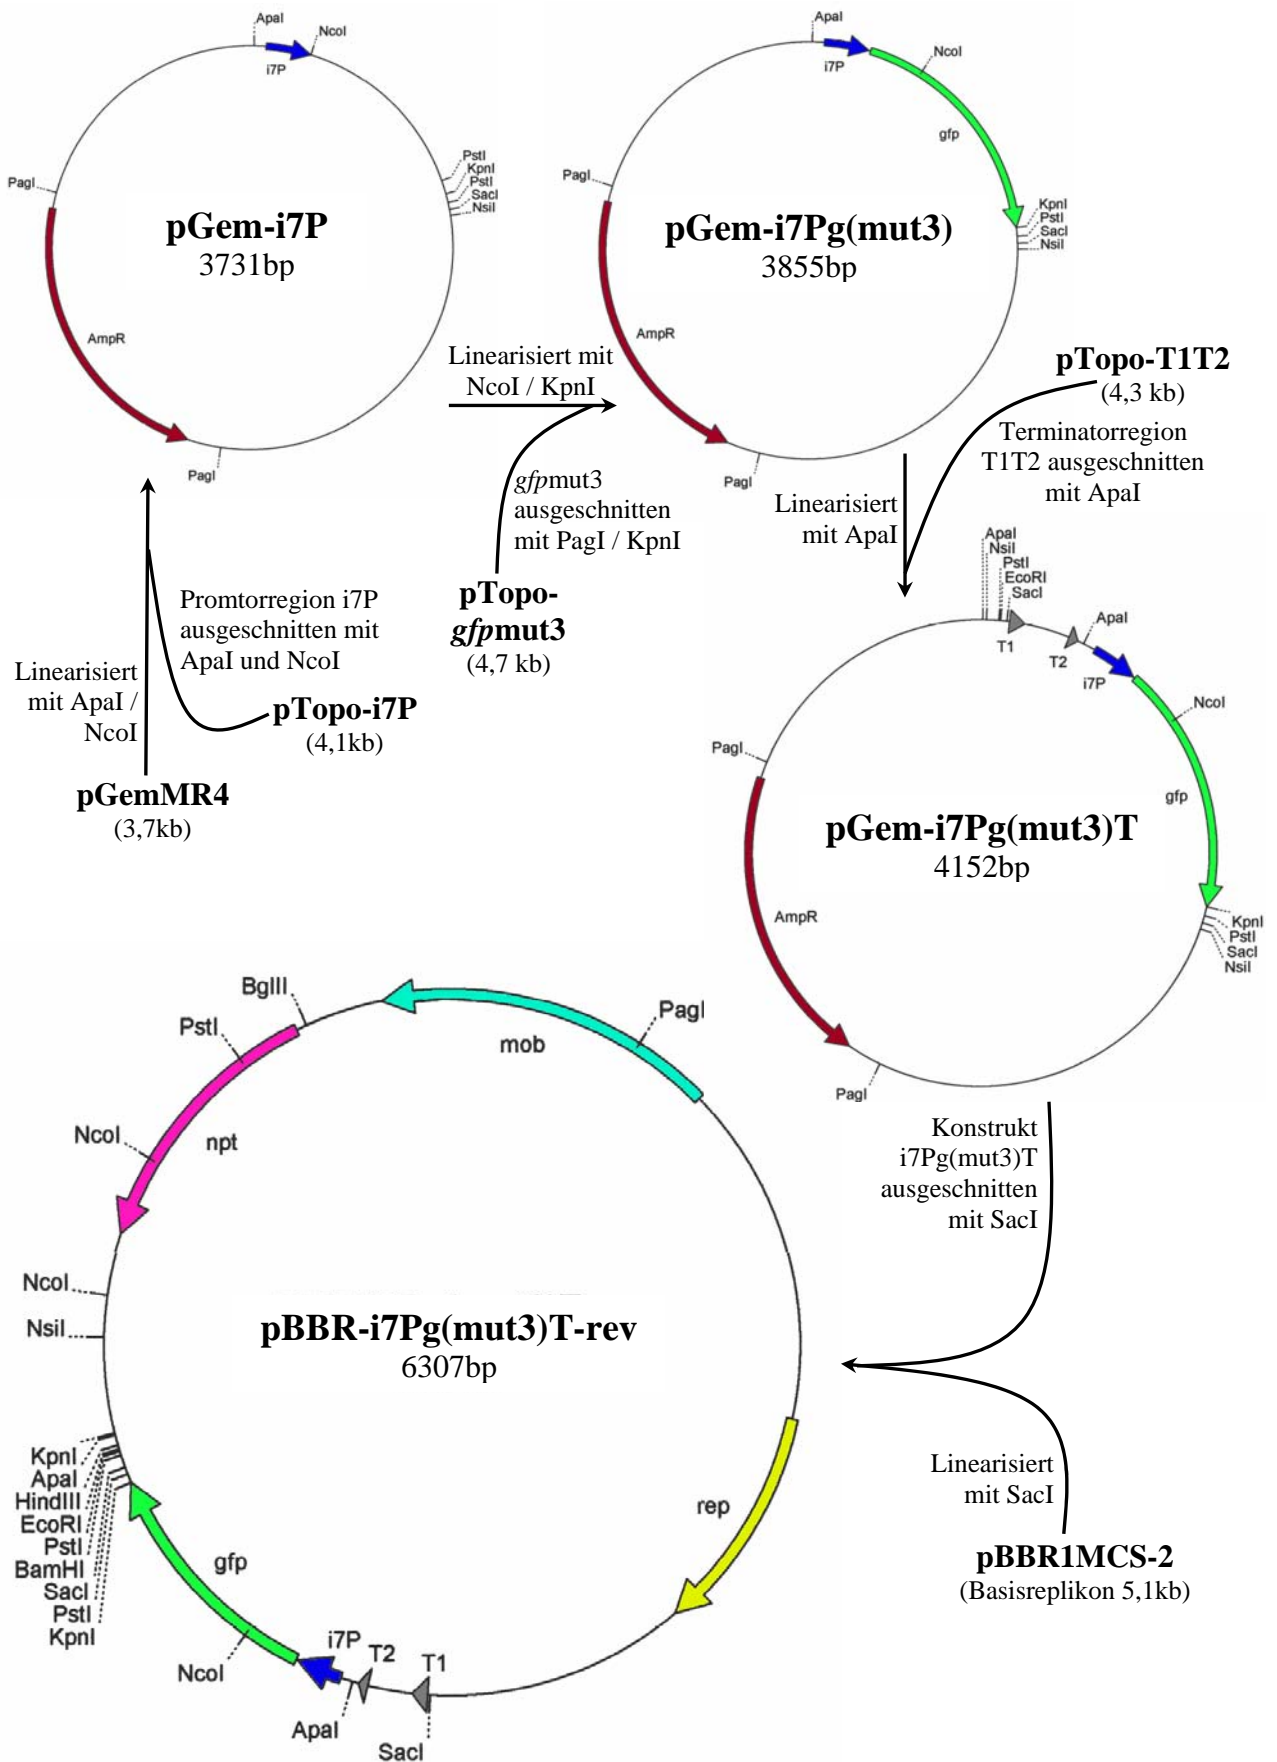 ApaI
NcoI
i7P
PstI
KpnI
PstI
SacI
NsiI
PagI
pGem-i7P
3731bp
AmpR
PagI
ApaI
i7P
NcoI
gfp
PagI
KpnI
PstI
SacI
NsiI
pGem-i7Pg(mut3)
3855bp
AmpR
PagI
Linearisiert mit
NcoI / KpnI
gfpmut3
ausgeschnitten
mit PagI / KpnI
pTopo-
gfpmut3
(4,7 kb)
pTopo-T1T2
(4,3 kb)
Terminatorregion
T1T2 ausgeschnitten
mit ApaI
Linearisiert
mit ApaI
Promtorregion i7P
ausgeschnitten mit
ApaI und NcoI
Linearisiert
mit ApaI /
NcoI
pTopo-i7P
(4,1kb)
pGemMR4
(3,7kb)
ApaI
NsiI
PstI
EcoRI
SacI
T1
T2
ApaI
i7P
NcoI
gfp
PagI
pGem-i7Pg(mut3)T
4152bp
AmpR
KpnI
PstI
SacI
NsiI
PagI
Konstrukt
i7Pg(mut3)T
ausgeschnitten
mit SacI
BglII
PstI
NcoI
npt
mob
PagI
NcoI
NsiI
pBBR-i7Pg(mut3)T-rev
6307bp
KpnI
ApaI
HindIII
EcoRI
PstI
BamHI
SacI
PstI
KpnI
gfp
NcoI
i7P
T2
T1
ApaI
SacI
rep
Linearisiert
mit SacI
pBBR1MCS-2
(Basisreplikon 5,1kb)